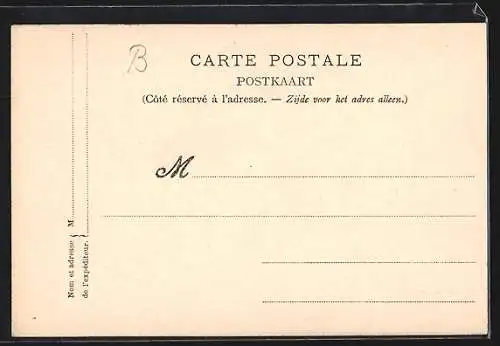 B
CARTE POSTALE
POSTKAART
(Côté réservé à l'adresse. — Zijde voor het adres alleen.)
M
Nom et adresse } M
de l'expéditeur.